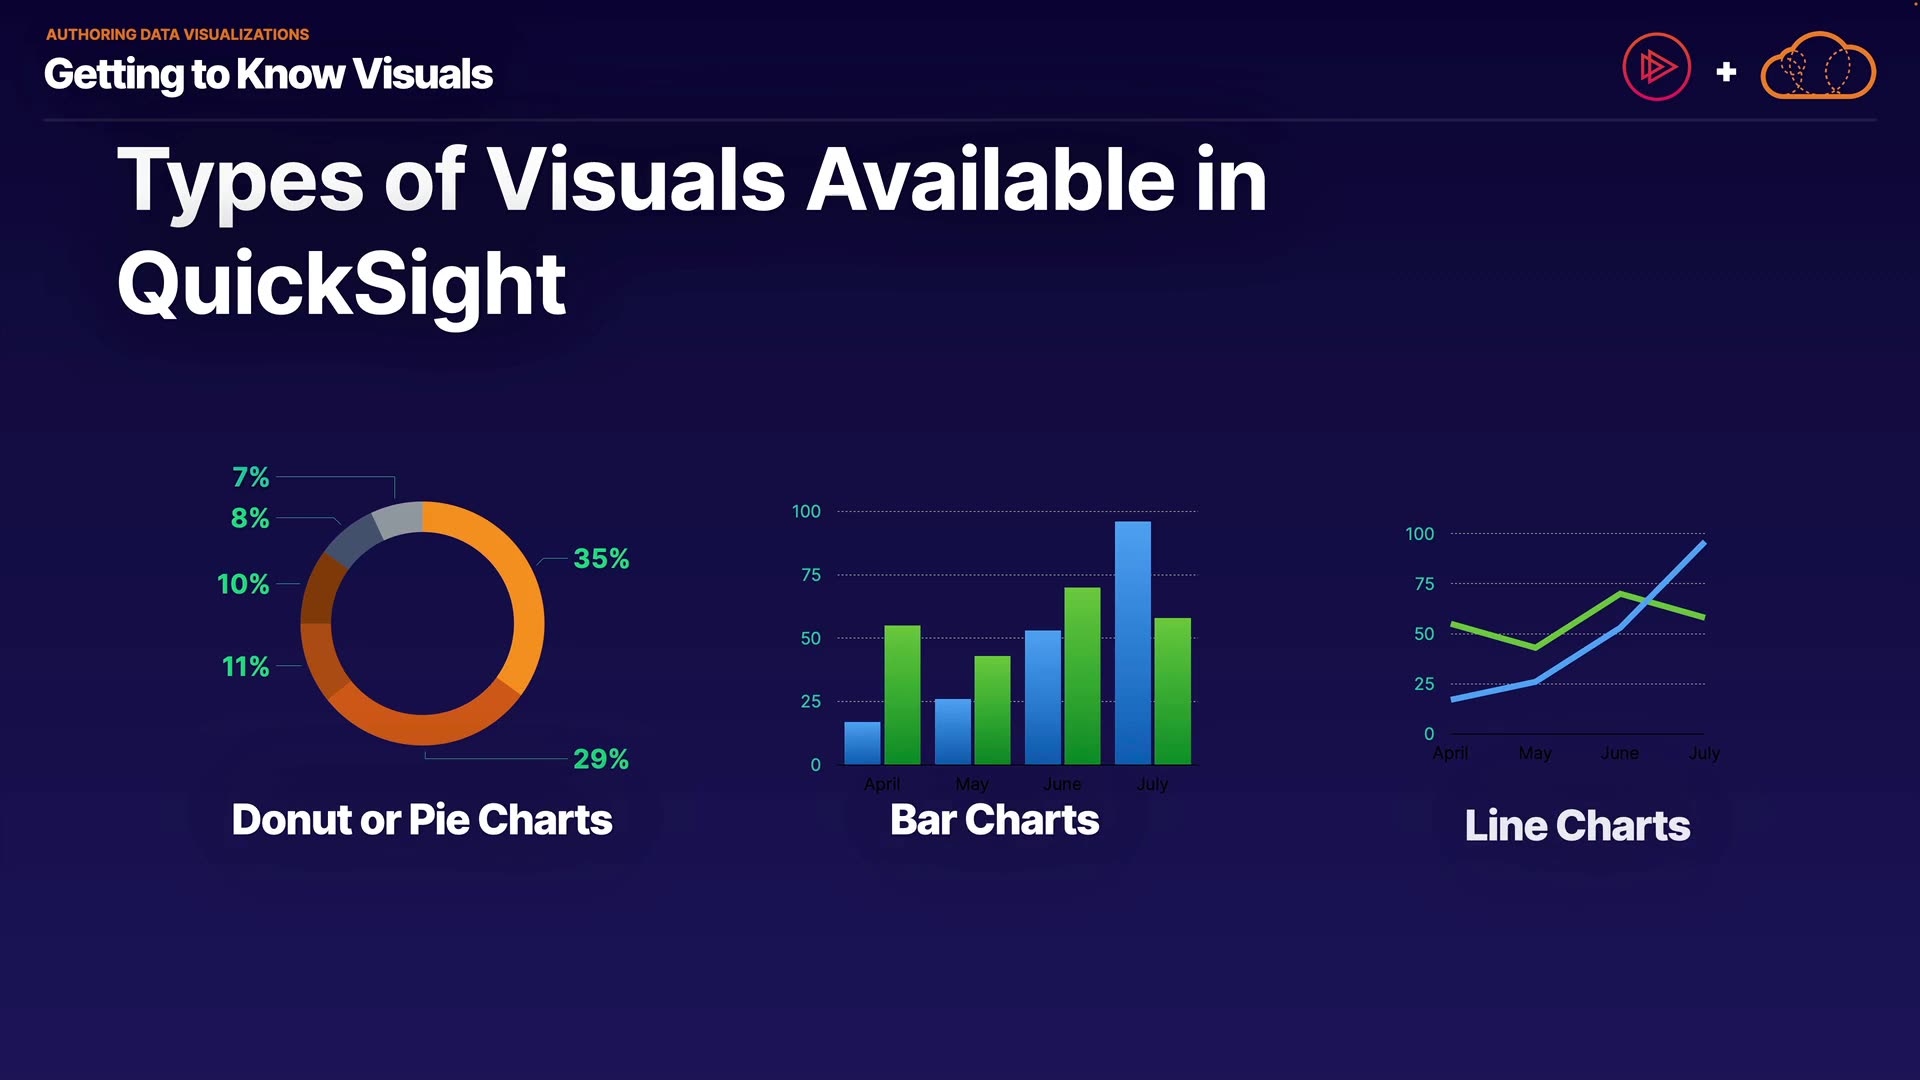 AUTHORING DATA VISUALIZATIONS
Getting to Know Visuals
Types of Visuals Available in
QuickSight
7%
8%
10%
11%
35%
29%
Donut or Pie Charts
100
75
50
25
0
April May June July
Bar Charts
100
75
50
25
0
April May June July
Line Charts